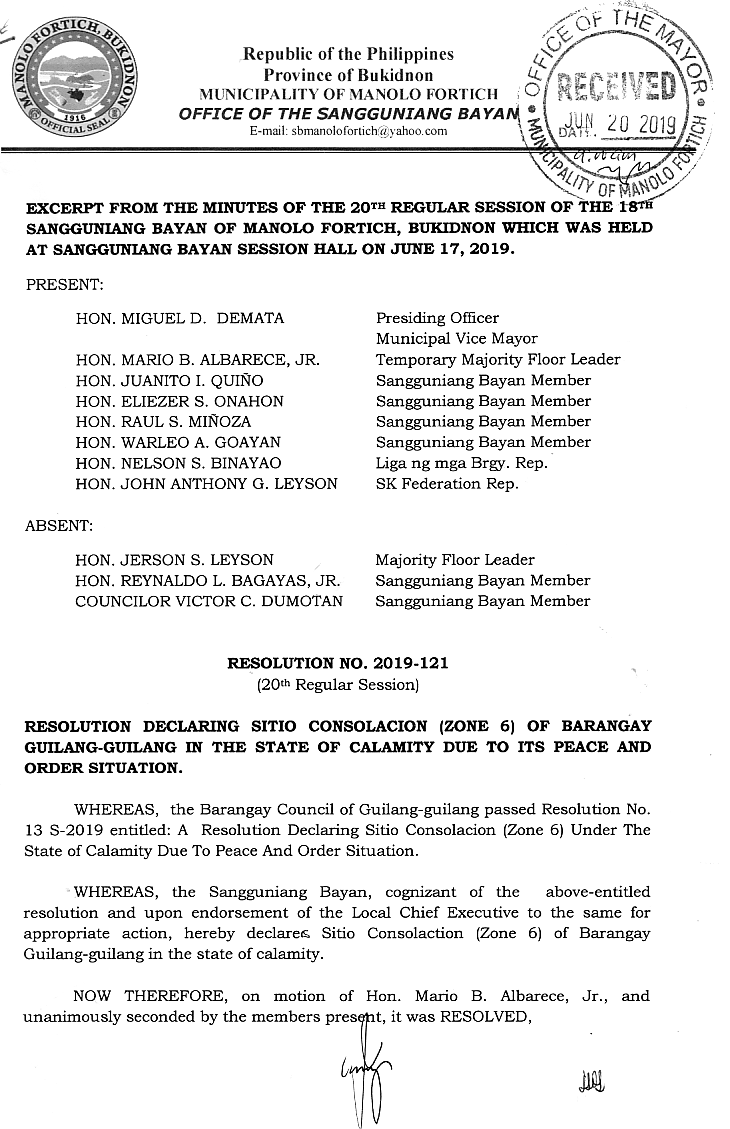 MANOLO FORTICH, BUKIDNON
1916
OFFICIAL SEAL
Republic of the Philippines
Province of Bukidnon
MUNICIPALITY OF MANOLO FORTICH
OFFICE OF THE SANGGUNIANG BAYAN
E-mail: sbmanolofortich@yahoo.com
OFFICE OF THE MAYOR
RECEIVED
JUN 20 2019
DATE:
MUNICIPALITY OF MANOLO FORTICH
EXCERPT FROM THE MINUTES OF THE 20TH REGULAR SESSION OF THE 18TH
SANGGUNIANG BAYAN OF MANOLO FORTICH, BUKIDNON WHICH WAS HELD
AT SANGGUNIANG BAYAN SESSION HALL ON JUNE 17, 2019.
PRESENT:
HON. MIGUEL D. DEMATA Presiding Officer
Municipal Vice Mayor
HON. MARIO B. ALBARECE, JR. Temporary Majority Floor Leader
HON. JUANITO I. QUIÑO Sangguniang Bayan Member
HON. ELIEZER S. ONAHON Sangguniang Bayan Member
HON. RAUL S. MIÑOZA Sangguniang Bayan Member
HON. WARLEO A. GOAYAN Sangguniang Bayan Member
HON. NELSON S. BINAYAO Liga ng mga Brgy. Rep.
HON. JOHN ANTHONY G. LEYSON SK Federation Rep.
ABSENT:
HON. JERSON S. LEYSON Majority Floor Leader
HON. REYNALDO L. BAGAYAS, JR. Sangguniang Bayan Member
COUNCILOR VICTOR C. DUMOTAN Sangguniang Bayan Member
RESOLUTION NO. 2019-121
(20th Regular Session)
RESOLUTION DECLARING SITIO CONSOLACION (ZONE 6) OF BARANGAY
GUILANG-GUILANG IN THE STATE OF CALAMITY DUE TO ITS PEACE AND
ORDER SITUATION.
WHEREAS, the Barangay Council of Guilang-guilang passed Resolution No.
13 S-2019 entitled: A Resolution Declaring Sitio Consolacion (Zone 6) Under The
State of Calamity Due To Peace And Order Situation.
WHEREAS, the Sangguniang Bayan, cognizant of the above-entitled
resolution and upon endorsement of the Local Chief Executive to the same for
appropriate action, hereby declares Sitio Consolaction (Zone 6) of Barangay
Guilang-guilang in the state of calamity.
NOW THEREFORE, on motion of Hon. Mario B. Albarece, Jr., and
unanimously seconded by the members present, it was RESOLVED,